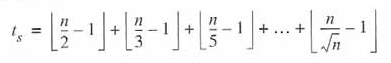 t_s = ⌊n/2 − 1⌋ + ⌊n/3 − 1⌋ + ⌊n/5 − 1⌋ + ... + ⌊n/√n − 1⌋